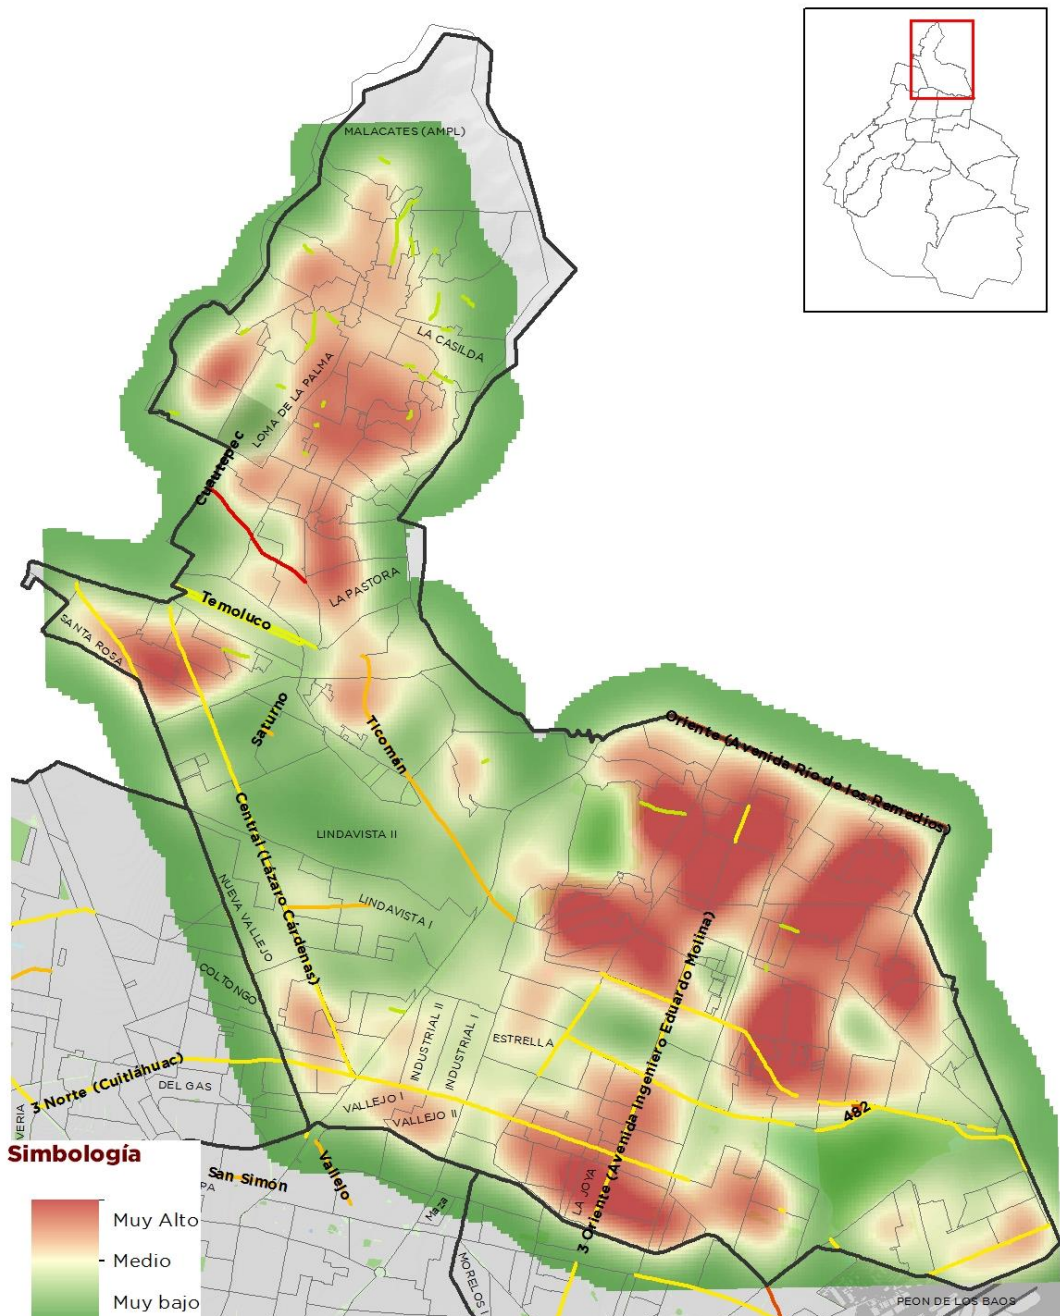 MALACATES (AMPL)
LA CASILDA
LOMA DE LA PALMA
Cuautepec
LA PASTORA
Temoluco
SANTA ROSA
Saturno
Ticomán
Oriente (Avenida Río de los Remedios)
Central (Lázaro Cárdenas)
LINDAVISTA II
NUEVA VALLEJO
LINDAVISTA I
COLTONGO
3 Oriente (Avenida Ingeniero Eduardo Molina)
INDUSTRIAL II
INDUSTRIAL I
ESTRELLA
3 Norte (Cuitláhuac)
DEL GAS
VALLEJO I
VALLEJO II
482
VERIA
Simbología
Vallejo
San Simón
PA
LA JOYA
Maza
Muy Alto
Medio
Muy bajo
MORELOS I
PEON DE LOS BAOS